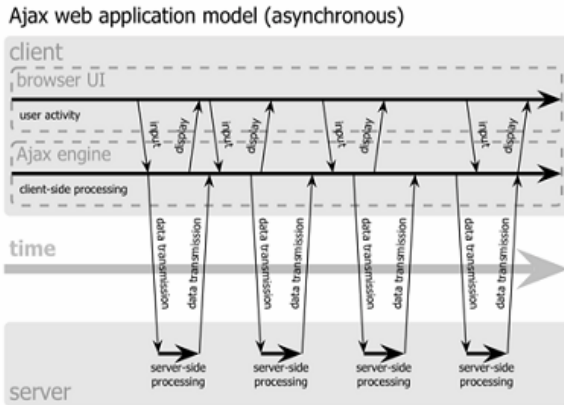 Ajax web application model (asynchronous)
client
browser UI
user activity
input
display
input
display
input
display
input
display
Ajax engine
client-side processing
data transmission
data transmission
data transmission
data transmission
data transmission
data transmission
data transmission
data transmission
time
server-side
processing
server-side
processing
server-side
processing
server-side
processing
server